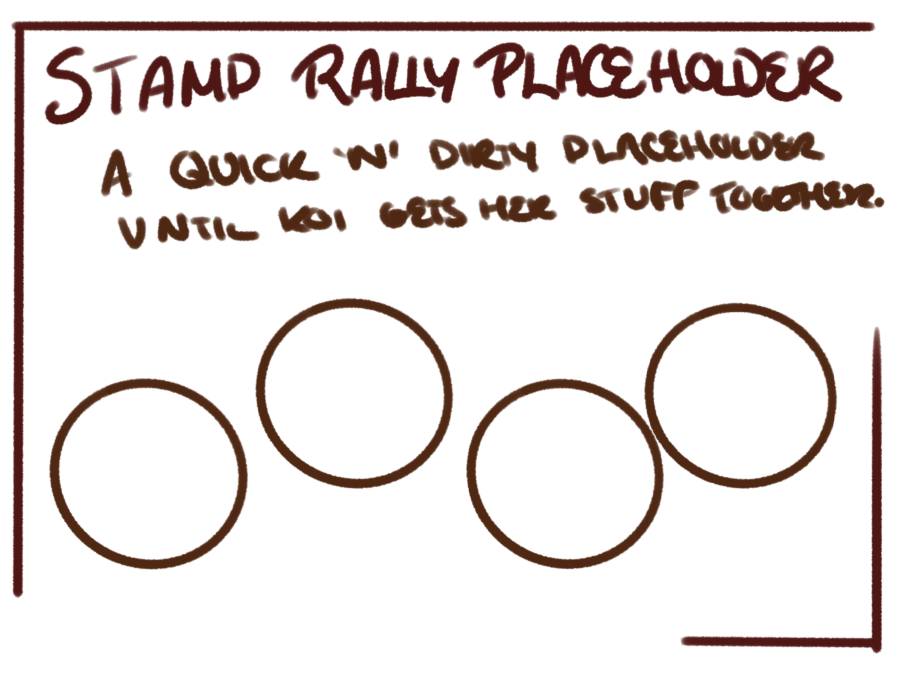 STAMP RALLY PLACEHOLDER
A QUICK 'N' DIRTY PLACEHOLDER
UNTIL KOI GETS HER STUFF TOGETHER.